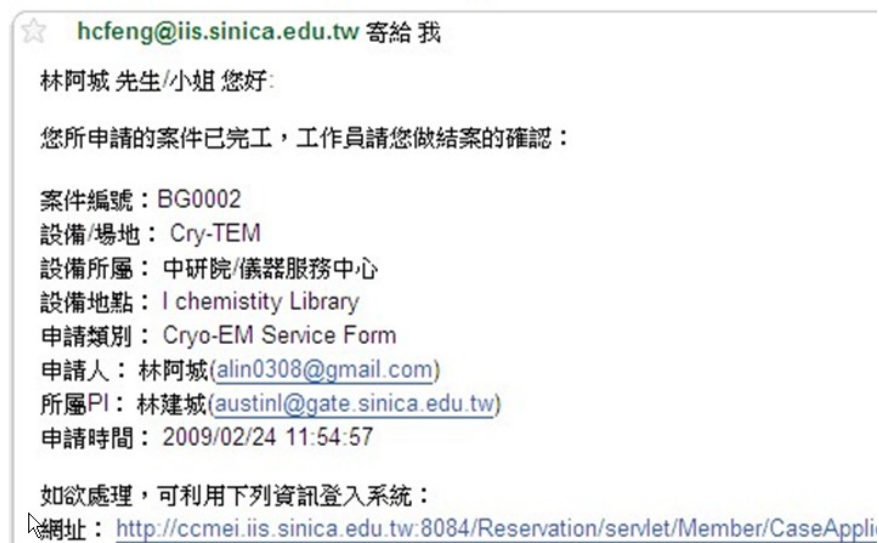 hcfeng@iis.sinica.edu.tw 寄給 我
林阿城 先生/小姐 您好:
您所申請的案件已完工，工作員請您做結案的確認：
案件編號：BG0002
設備/場地： Cry-TEM
設備所屬： 中研院/儀器服務中心
設備地點： I chemistity Library
申請類別： Cryo-EM Service Form
申請人： 林阿城(alin0308@gmail.com)
所屬PI： 林建城(austinl@gate.sinica.edu.tw)
申請時間： 2009/02/24 11:54:57
如欲處理，可利用下列資訊登入系統：
網址： http://ccmei.iis.sinica.edu.tw:8084/Reservation/servlet/Member/CaseAppli